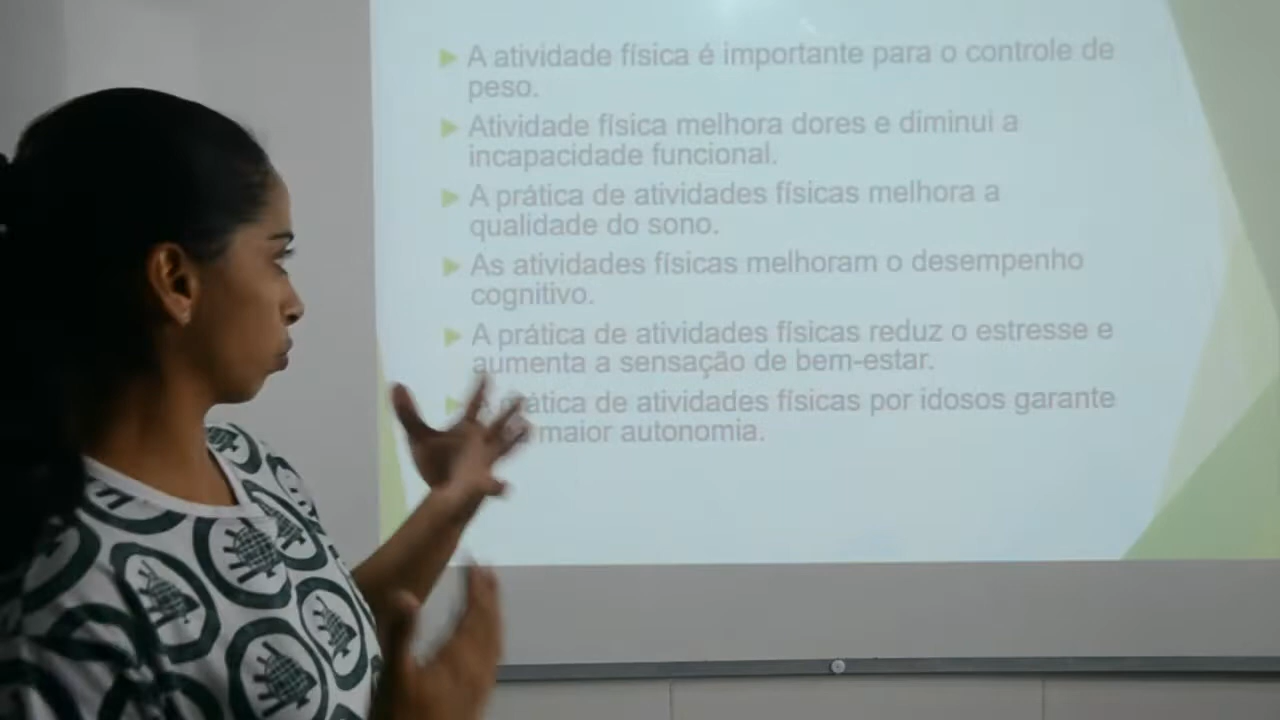 A atividade física é importante para o controle de
peso.
Atividade física melhora dores e diminui a
incapacidade funcional.
A prática de atividades físicas melhora a
qualidade do sono.
As atividades físicas melhoram o desempenho
cognitivo.
A prática de atividades físicas reduz o estresse e
aumenta a sensação de bem-estar.
A prática de atividades físicas por idosos garante
maior autonomia.